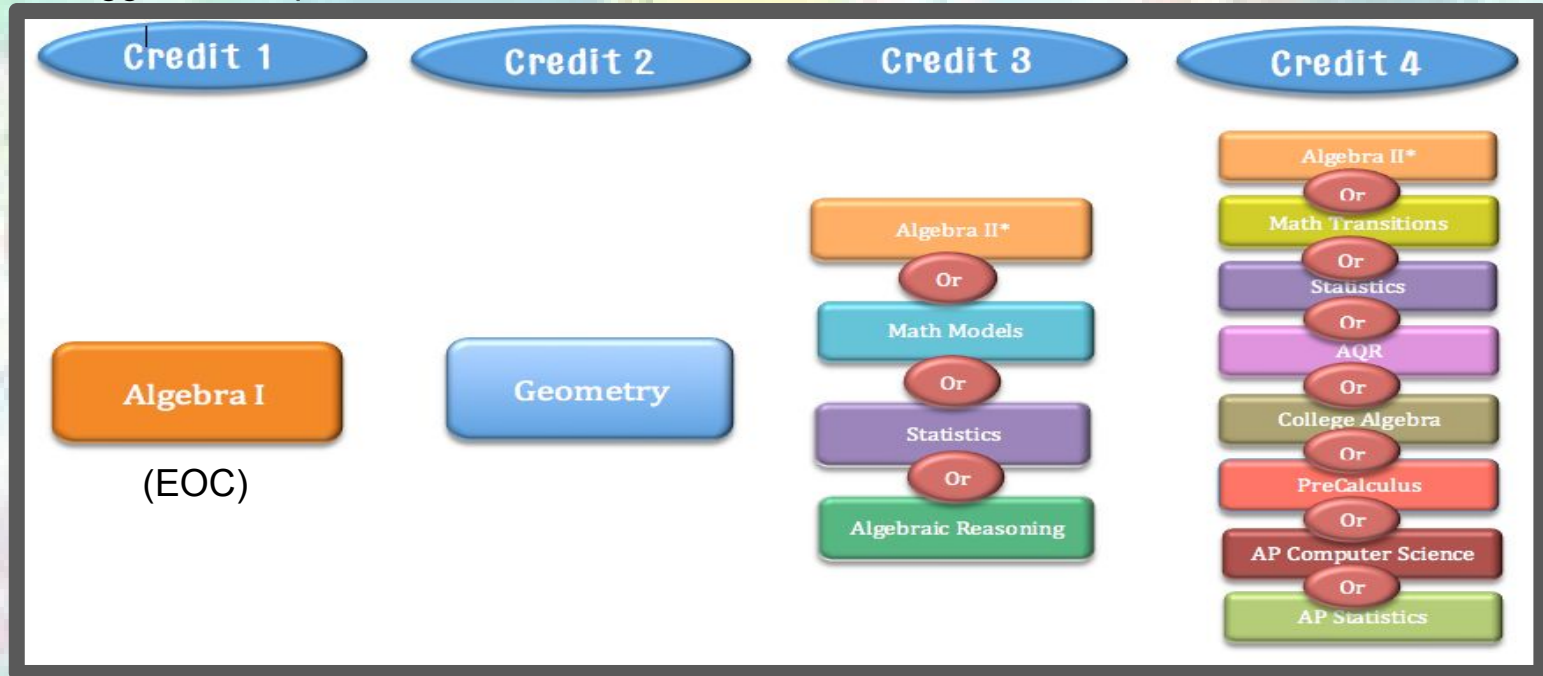 Credit 1
Credit 2
Credit 3
Credit 4
Algebra I
(EOC)
Geometry
Algebra II*
Or
Math Models
Or
Statistics
Or
Algebraic Reasoning
Algebra II*
Or
Math Transitions
Or
Statistics
Or
AQR
Or
College Algebra
Or
PreCalculus
Or
AP Computer Science
Or
AP Statistics